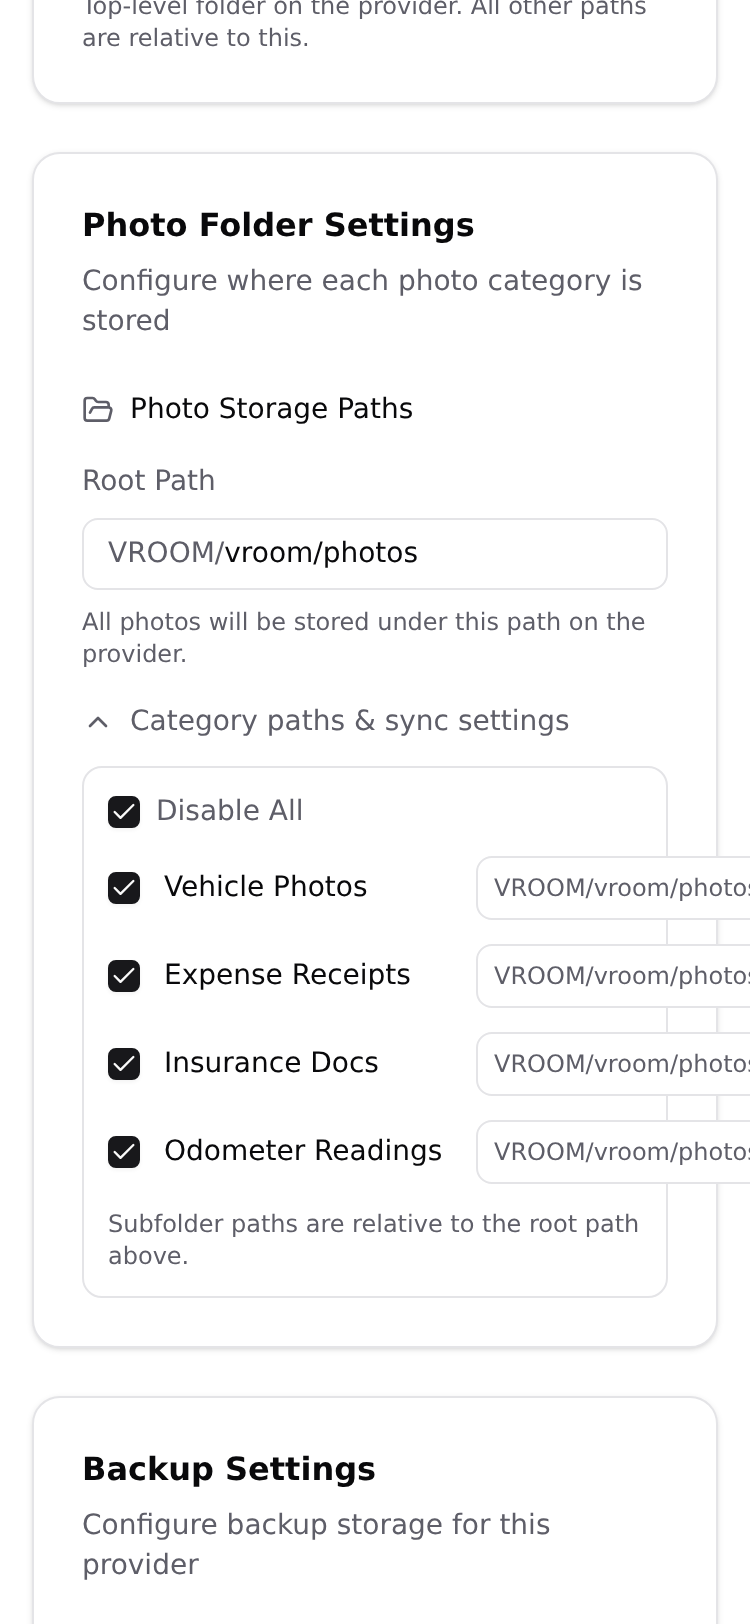 Top-level folder on the provider. All other paths
are relative to this.
Photo Folder Settings
Configure where each photo category is
stored
Photo Storage Paths
Root Path
VROOM/vroom/photos
All photos will be stored under this path on the
provider.
Category paths & sync settings
Disable All
Vehicle Photos VROOM/vroom/photos
Expense Receipts VROOM/vroom/photos
Insurance Docs VROOM/vroom/photos
Odometer Readings VROOM/vroom/photos
Subfolder paths are relative to the root path
above.
Backup Settings
Configure backup storage for this
provider